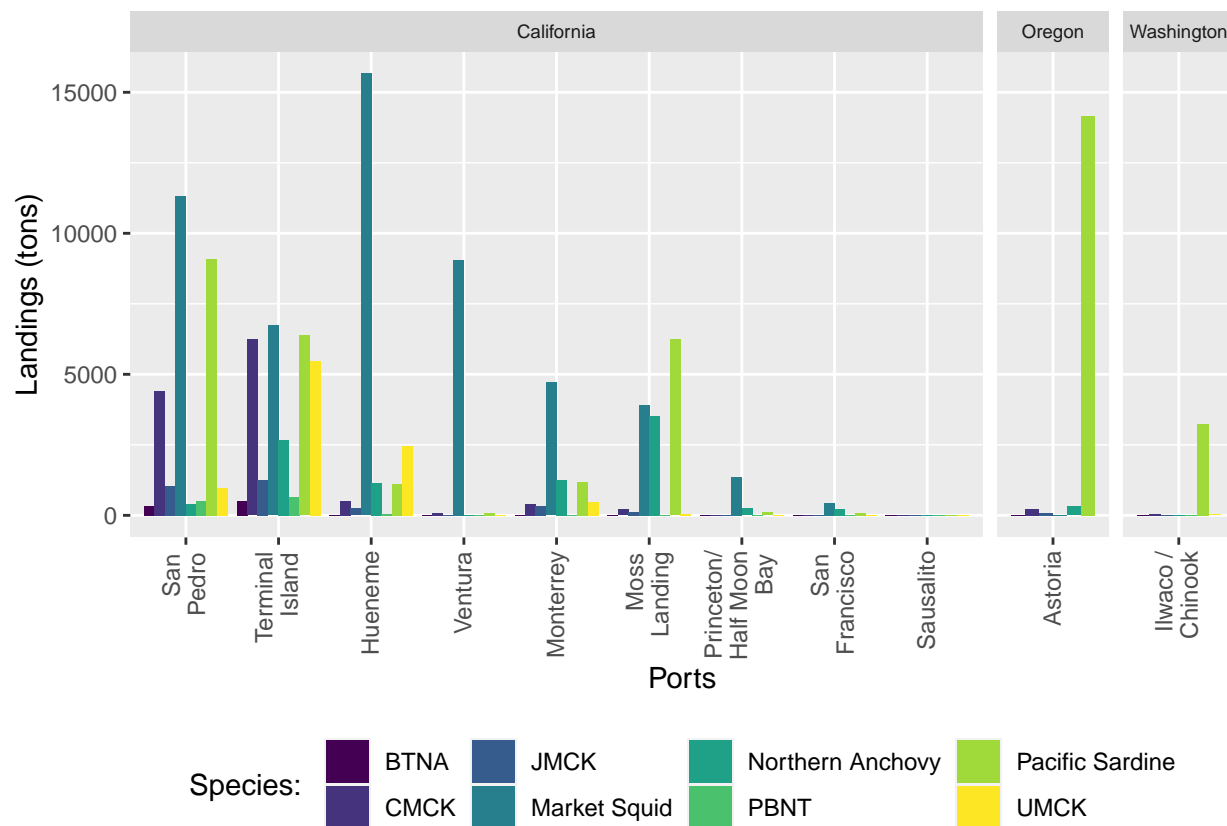 California
Oregon
Washington
15000
10000
5000
0
Landings (tons)
San
Pedro
Terminal
Island
Hueneme
Ventura
Monterrey
Moss
Landing
Princeton/
Half Moon
Bay
San
Francisco
Sausalito
Astoria
Ilwaco /
Chinook
Ports
Species:
BTNA
JMCK
Northern Anchovy
Pacific Sardine
CMCK
Market Squid
PBNT
UMCK